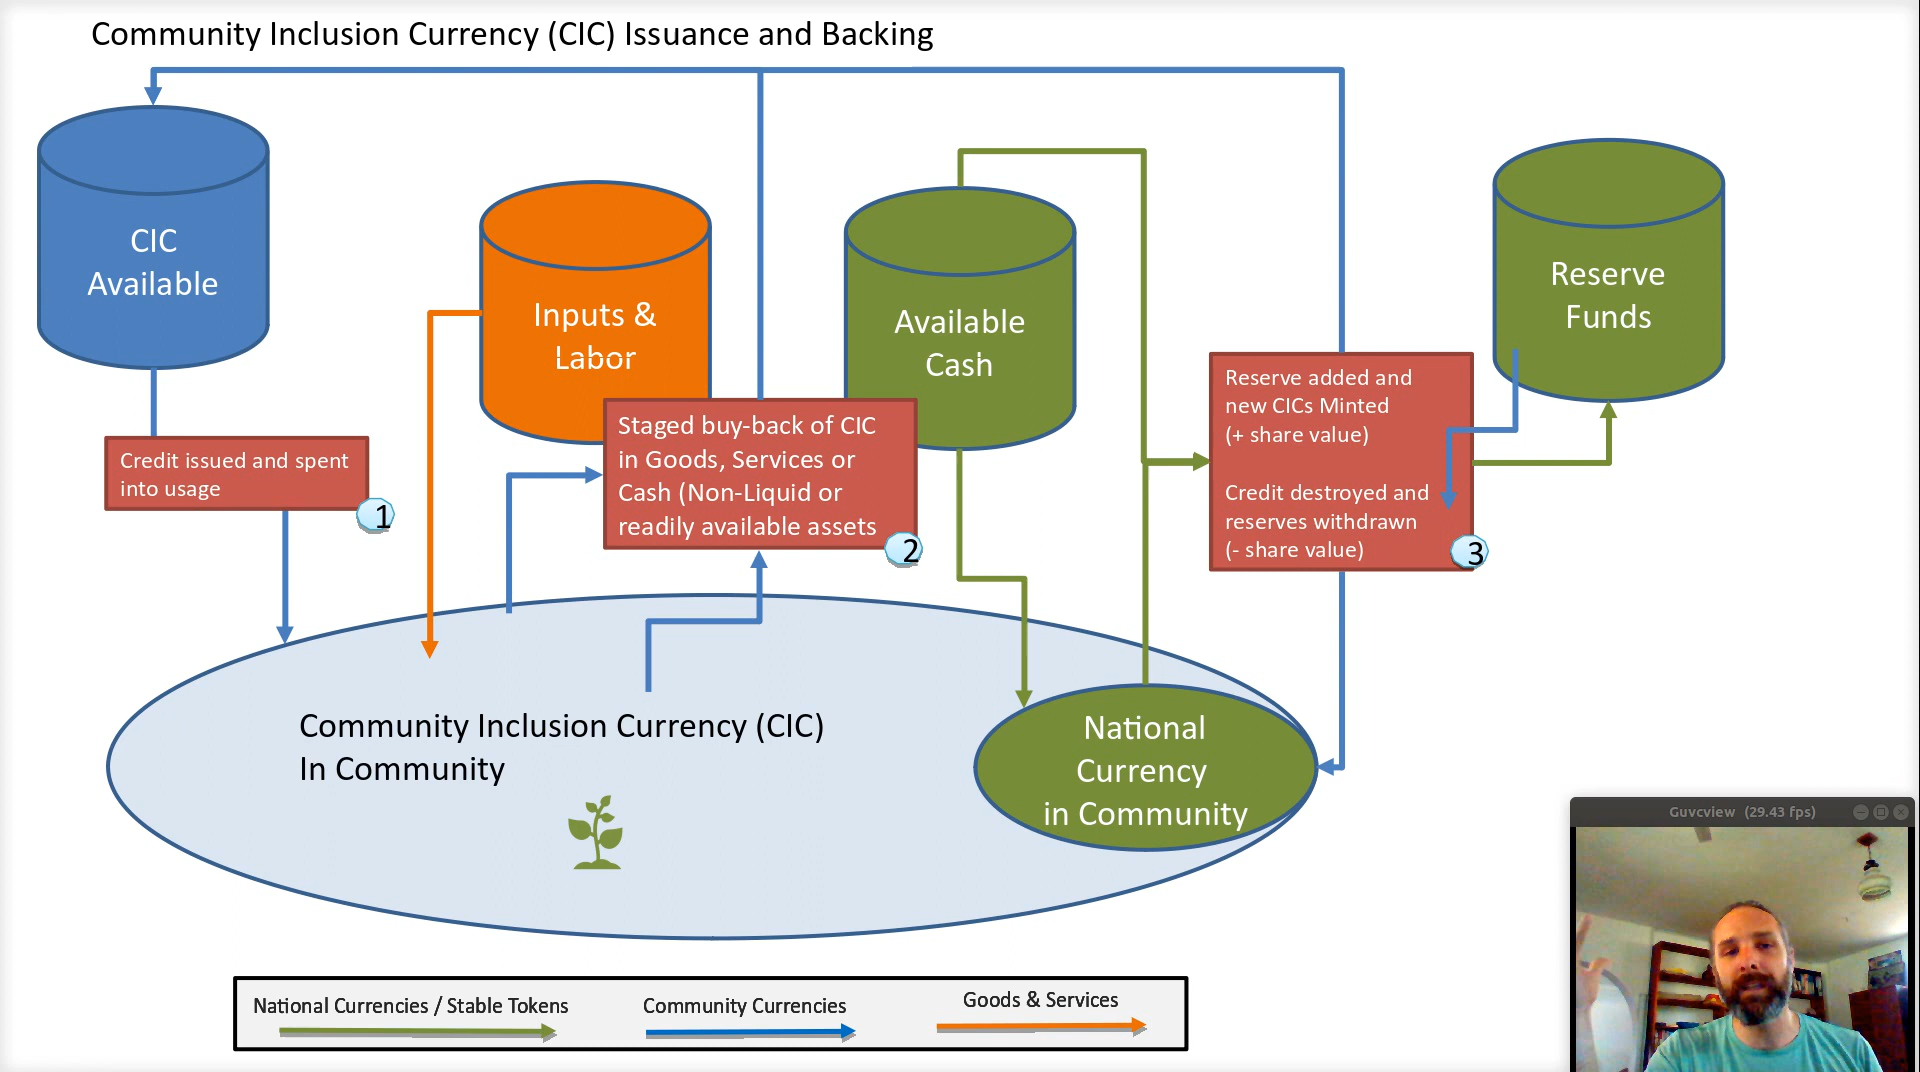 Community Inclusion Currency (CIC) Issuance and Backing
CIC
Available
Inputs &
Labor
Available
Cash
Reserve
Funds
Credit issued and spent
into usage
1
Staged buy-back of CIC
in Goods, Services or
Cash (Non-Liquid or
readily available assets
2
Reserve added and
new CICs Minted
(+ share value)
Credit destroyed and
reserves withdrawn
(- share value)
3
Community Inclusion Currency (CIC)
In Community
National
Currency
in Community
National Currencies / Stable Tokens
Community Currencies
Goods & Services
Guvcview (29.43 fps)